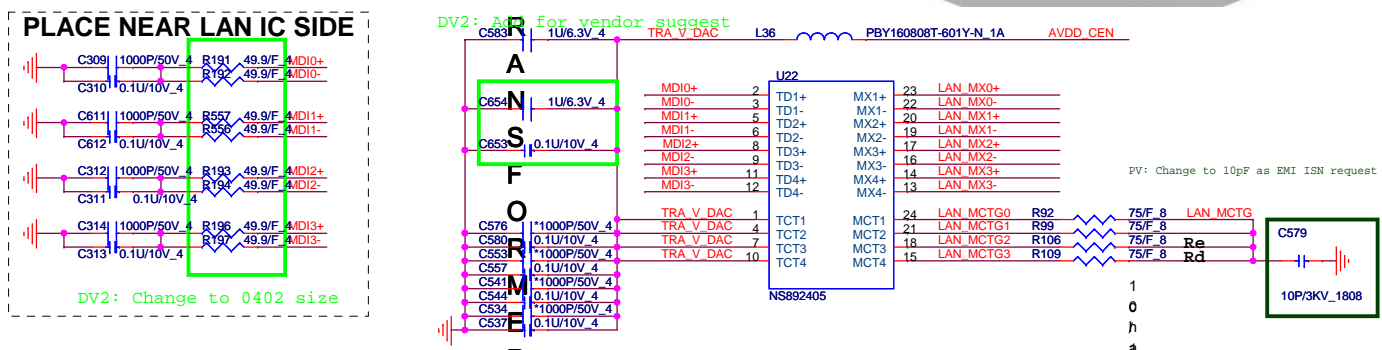 PLACE NEAR LAN IC SIDE
C309 1000P/50V_4 R191 49.9/F_4 MDI0+
C310 0.1U/10V_4 R192 49.9/F_4 MDI0-
C611 1000P/50V_4 R557 49.9/F_4 MDI1+
C612 0.1U/10V_4 R556 49.9/F_4 MDI1-
C312 1000P/50V_4 R193 49.9/F_4 MDI2+
C311 0.1U/10V_4 R194 49.9/F_4 MDI2-
C314 1000P/50V_4 R196 49.9/F_4 MDI3+
C313 0.1U/10V_4 R197 49.9/F_4 MDI3-
DV2: Change to 0402 size
DV2: Add for vendor suggest
R
A
N
S
F
O
R
M
E
C583 1U/6.3V_4 TRA_V_DAC L36 PBY160808T-601Y-N_1A AVDD_CEN
C654 1U/6.3V_4
C653 0.1U/10V_4
C576 *1000P/50V_4
C580 0.1U/10V_4
C553 *1000P/50V_4
C557 0.1U/10V_4
C541 *1000P/50V_4
C544 0.1U/10V_4
C534 *1000P/50V_4
C537 0.1U/10V_4
U22
MDI0+ 2 TD1+ MX1+ 23 LAN_MX0+
MDI0- 3 TD1- MX1- 22 LAN_MX0-
MDI1+ 5 TD2+ MX2+ 20 LAN_MX1+
MDI1- 6 TD2- MX2- 19 LAN_MX1-
MDI2+ 8 TD3+ MX3+ 17 LAN_MX2+
MDI2- 9 TD3- MX3- 16 LAN_MX2-
MDI3+ 11 TD4+ MX4+ 14 LAN_MX3+
MDI3- 12 TD4- MX4- 13 LAN_MX3-
TRA_V_DAC 1 TCT1 MCT1 24 LAN_MCTG0 R92 75/F_8 LAN_MCTG
TRA_V_DAC 4 TCT2 MCT2 21 LAN_MCTG1 R99 75/F_8
TRA_V_DAC 7 TCT3 MCT3 18 LAN_MCTG2 R106 75/F_8 Re
TRA_V_DAC 10 TCT4 MCT4 15 LAN_MCTG3 R109 75/F_8 Rd
NS892405
PV: Change to 10pF as EMI ISN request
C579
10P/3KV_1808
1